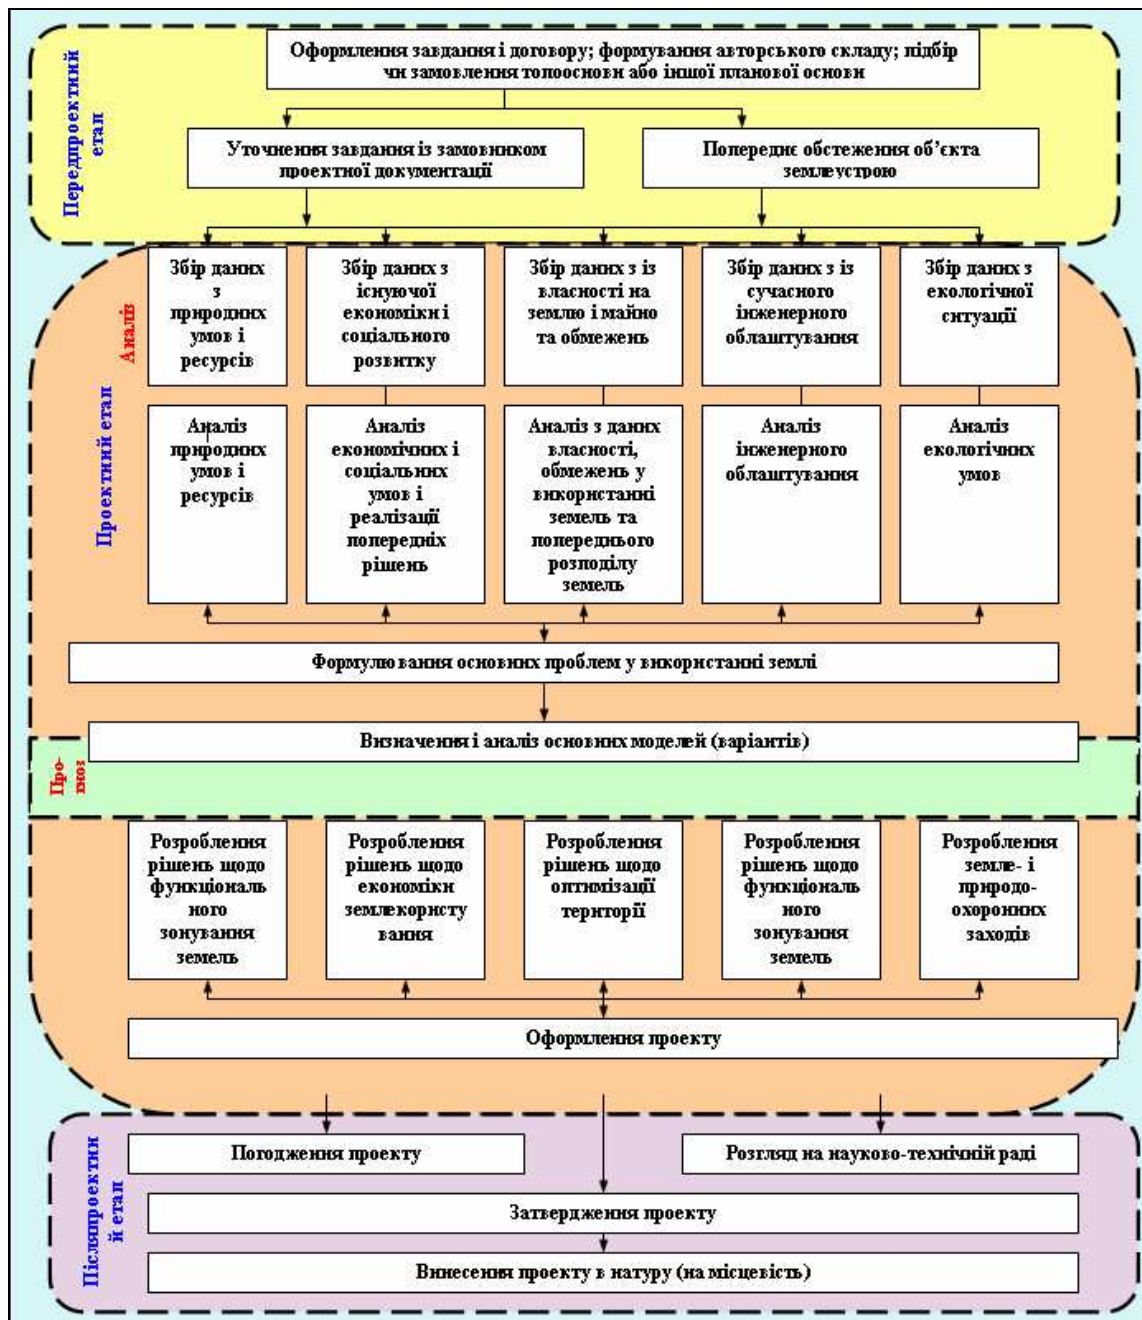 Передпроектний
етап
Оформлення завдання і договору; формування авторського складу; підбір
чи замовлення топооснови або іншої планової основи
Уточнення завдання із замовником
проектної документації
Попереднє обстеження об’єкта
землеустрою
Проектний етап
Аналіз
Збір даних
з
природних
умов і
ресурсів
Збір даних з
існуючої
економіки і
соціального
розвитку
Збір даних з із
власності на
землю і майно
та обмежень
Збір даних з із
сучасного
інженерного
облаштування
Збір даних з
екологічної
ситуації
Аналіз
природних
умов і
ресурсів
Аналіз
економічних і
соціальних
умов і
реалізації
попередніх
рішень
Аналіз з даних
власності,
обмежень у
використанні
земель та
попереднього
розподілу
земель
Аналіз
інженерного
облаштування
Аналіз
екологічних
умов
Формулювання основних проблем у використанні землі
Визначення і аналіз основних моделей (варіантів)
Про-
гноз
Розроблення
рішень щодо
функціональ
ного
зонування
земель
Розроблення
рішень щодо
економіки
землекористу
вання
Розроблення
рішень щодо
оптимізації
території
Розроблення
рішень щодо
функціональ
ного
зонування
земель
Розроблення
земле- і
природо-
охоронних
заходів
Оформлення проекту
Післяпроектни
й етап
Погодження проекту
Розгляд на науково-технічній раді
Затвердження проекту
Винесення проекту в натуру (на місцевість)